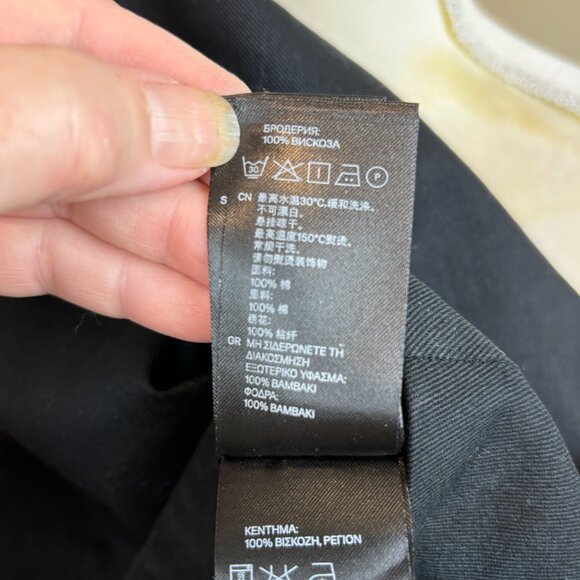 БРОДЕРИЯ:
100% ВИСКОЗА
30 P
S CN 最高水温30℃,缓和洗涤。
不可漂白。
悬挂晾干。
最高温度150℃熨烫。
常规干洗。
请勿熨烫装饰物
面料:
100% 棉
里料:
100% 棉
绣花:
100% 粘纤
GR ΜΗ ΣΙΔΕΡΩΝΕΤΕ ΤΗ
ΔΙΑΚΟΣΜΗΣΗ
ΕΞΩΤΕΡΙΚΟ ΥΦΑΣΜΑ:
100% ΒΑΜΒΑΚΙ
ΦΟΔΡΑ:
100% ΒΑΜΒΑΚΙ
ΚΕΝΤΗΜΑ:
100% ΒΙΣΚΟΖΗ, ΡΕΓΙΟΝ